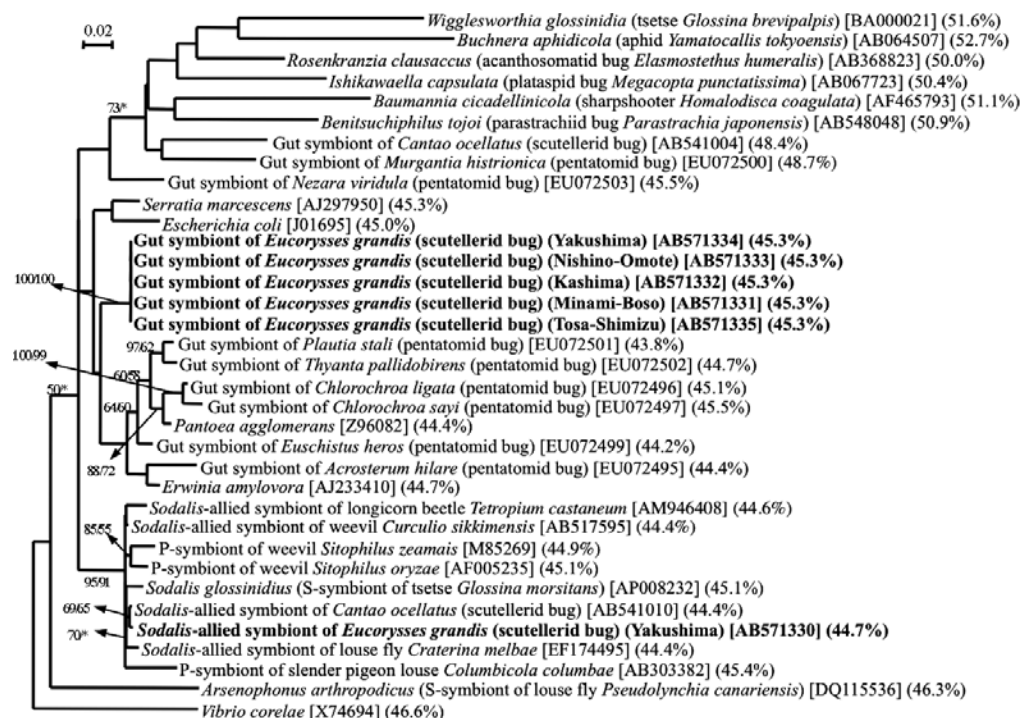 0.02
Wigglesworthia glossinidia (tsetse Glossina brevipalpis) [BA000021] (51.6%)
Buchnera aphidicola (aphid Yamatocallis tokyoensis) [AB064507] (52.7%)
Rosenkranzia clausaccus (acanthosomatid bug Elasmostethus humeralis) [AB368823] (50.0%)
Ishikawaella capsulata (plataspid bug Megacopta punctatissima) [AB067723] (50.4%)
73/*
Baumannia cicadellinicola (sharpshooter Homalodisca coagulata) [AF465793] (51.1%)
Benitsuchiphilus tojoi (parastrachiid bug Parastrachia japonensis) [AB548048] (50.9%)
Gut symbiont of Cantao ocellatus (scutellerid bug) [AB541004] (48.4%)
Gut symbiont of Murgantia histrionica (pentatomid bug) [EU072500] (48.7%)
Gut symbiont of Nezara viridula (pentatomid bug) [EU072503] (45.5%)
Serratia marcescens [AJ297950] (45.3%)
Escherichia coli [J01695] (45.0%)
Gut symbiont of Eucorysses grandis (scutellerid bug) (Yakushima) [AB571334] (45.3%)
Gut symbiont of Eucorysses grandis (scutellerid bug) (Nishino-Omote) [AB571333] (45.3%)
100/100
Gut symbiont of Eucorysses grandis (scutellerid bug) (Kashima) [AB571332] (45.3%)
Gut symbiont of Eucorysses grandis (scutellerid bug) (Minami-Boso) [AB571331] (45.3%)
Gut symbiont of Eucorysses grandis (scutellerid bug) (Tosa-Shimizu) [AB571335] (45.3%)
97/62
Gut symbiont of Plautia stali (pentatomid bug) [EU072501] (43.8%)
100/99
Gut symbiont of Thyanta pallidobirens (pentatomid bug) [EU072502] (44.7%)
60/58
50/*
Gut symbiont of Chlorochroa ligata (pentatomid bug) [EU072496] (45.1%)
64/60
Gut symbiont of Chlorochroa sayi (pentatomid bug) [EU072497] (45.5%)
Pantoea agglomerans [Z96082] (44.4%)
Gut symbiont of Euschistus heros (pentatomid bug) [EU072499] (44.2%)
88/72
Gut symbiont of Acrosterum hilare (pentatomid bug) [EU072495] (44.4%)
Erwinia amylovora [AJ233410] (44.7%)
Sodalis-allied symbiont of longicorn beetle Tetropium castaneum [AM946408] (44.6%)
85/55
Sodalis-allied symbiont of weevil Curculio sikkimensis [AB517595] (44.4%)
P-symbiont of weevil Sitophilus zeamais [M85269] (44.9%)
P-symbiont of weevil Sitophilus oryzae [AF005235] (45.1%)
95/91
Sodalis glossinidius (S-symbiont of tsetse Glossina morsitans) [AP008232] (45.1%)
69/65
Sodalis-allied symbiont of Cantao ocellatus (scutellerid bug) [AB541010] (44.4%)
70/*
Sodalis-allied symbiont of Eucorysses grandis (scutellerid bug) (Yakushima) [AB571330] (44.7%)
Sodalis-allied symbiont of louse fly Craterina melbae [EF174495] (44.4%)
P-symbiont of slender pigeon louse Columbicola columbae [AB303382] (45.4%)
Arsenophonus arthropodicus (S-symbiont of louse fly Pseudolynchia canariensis) [DQ115536] (46.3%)
Vibrio corelae [X74694] (46.6%)